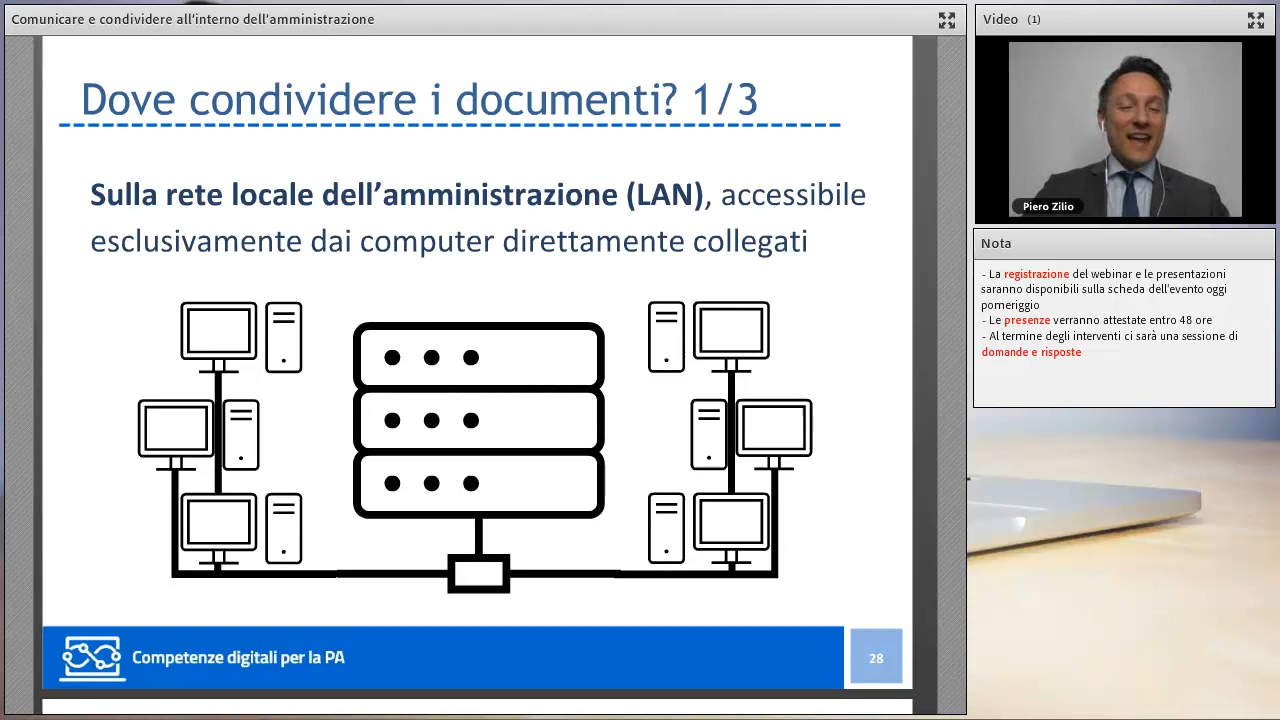 Comunicare e condividere all'interno dell'amministrazione
Dove condividere i documenti? 1/3
Sulla rete locale dell'amministrazione (LAN), accessibile
esclusivamente dai computer direttamente collegati
Competenze digitali per la PA
28
Video (1)
Piero Zilio
Nota
- La registrazione del webinar e le presentazioni
saranno disponibili sulla scheda dell'evento oggi
pomeriggio
- Le presenze verranno attestate entro 48 ore
- Al termine degli interventi ci sarà una sessione di
domande e risposte